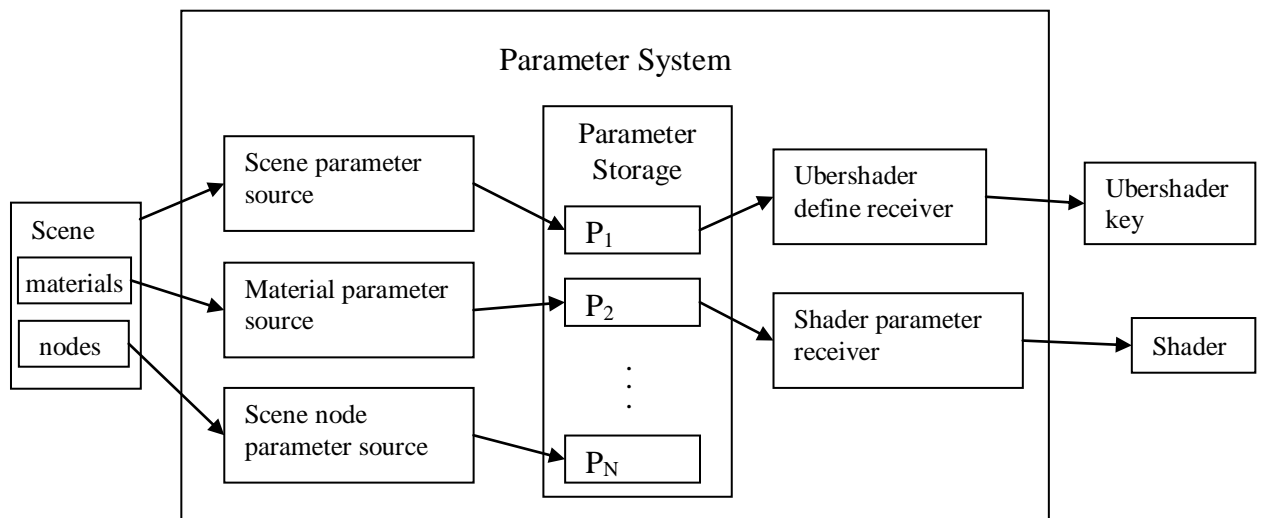 Parameter System
Scene
materials
nodes
Scene parameter
source
Material parameter
source
Scene node
parameter source
Parameter
Storage
P₁
P₂
⋮
P_N
Ubershader
define receiver
Shader parameter
receiver
Ubershader
key
Shader